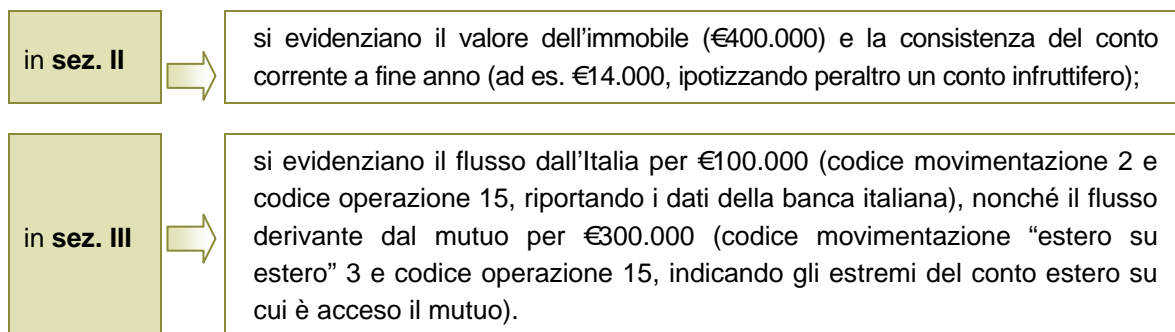 in sez. II
si evidenziano il valore dell’immobile (€400.000) e la consistenza del conto
corrente a fine anno (ad es. €14.000, ipotizzando peraltro un conto infruttifero);
in sez. III
si evidenziano il flusso dall’Italia per €100.000 (codice movimentazione 2 e
codice operazione 15, riportando i dati della banca italiana), nonché il flusso
derivante dal mutuo per €300.000 (codice movimentazione “estero su
estero” 3 e codice operazione 15, indicando gli estremi del conto estero su
cui è acceso il mutuo).